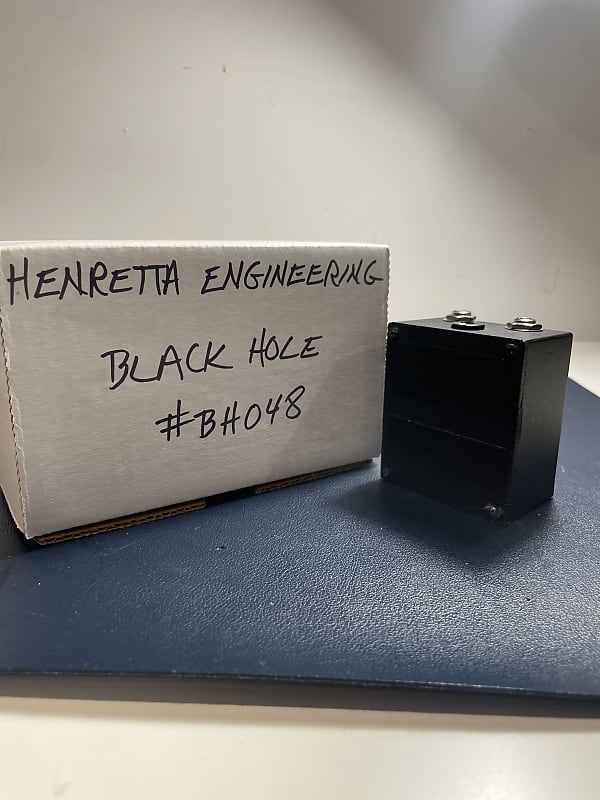 HENRETTA ENGINEERING
BLACK HOLE
#BH048